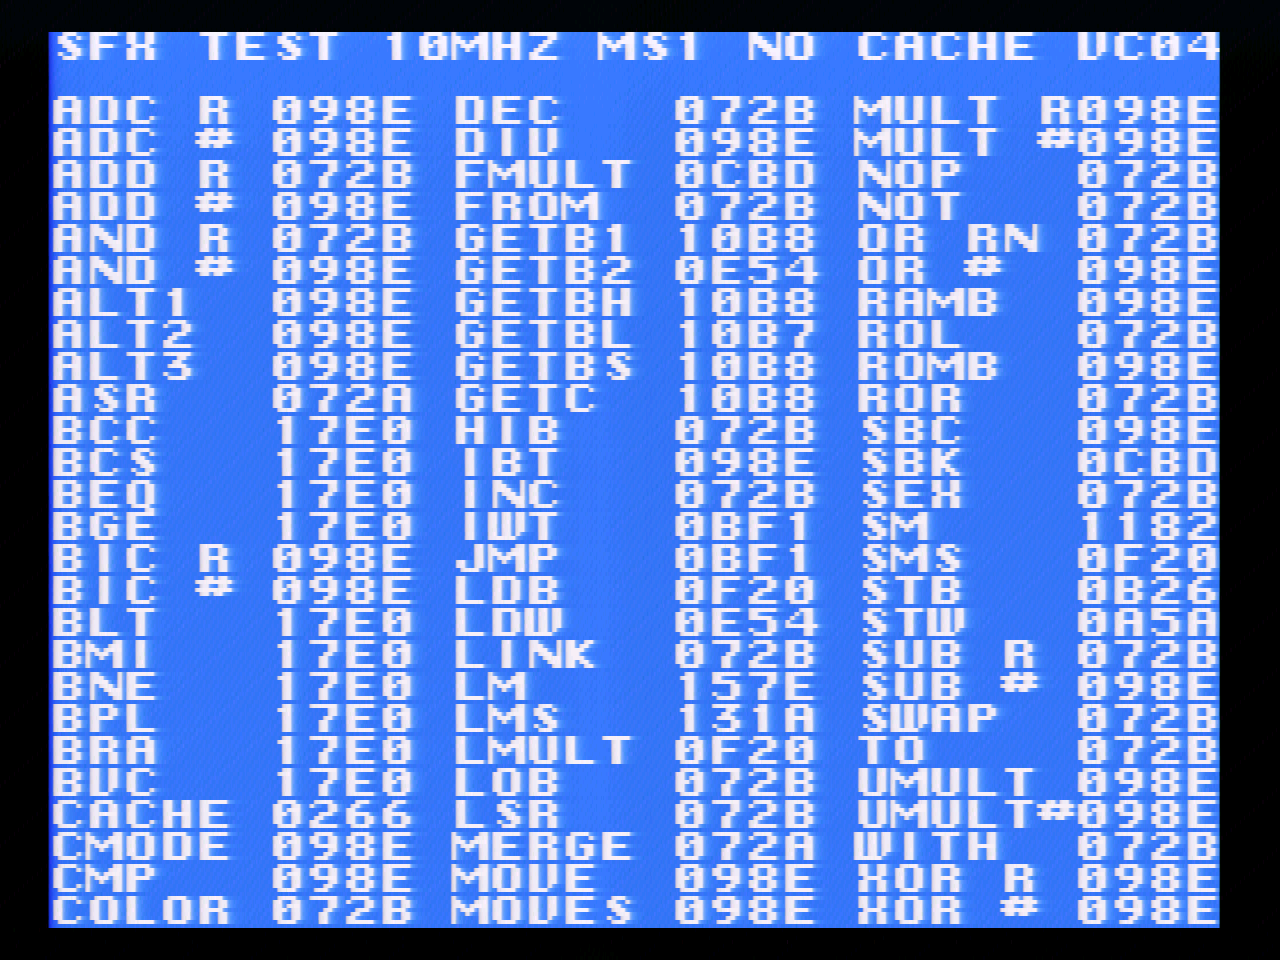 SFX TEST 10MHZ MS1 NO CACHE VC04
ADC R 098E DEC 072B MULT R098E
ADC # 098E DIV 098E MULT #098E
ADD R 072B FMULT 0CBD NOP 072B
ADD # 098E FROM 072B NOT 072B
AND R 072B GETB1 10B8 OR RN 072B
AND # 098E GETB2 0E54 OR # 098E
ALT1 098E GETBH 10B8 RAMB 098E
ALT2 098E GETBL 10B7 ROL 072B
ALT3 098E GETBS 10B8 ROMB 098E
ASR 072A GETC 10B8 ROR 072B
BCC 17E0 HIB 072B SBC 098E
BCS 17E0 IBT 098E SBK 0CBD
BEQ 17E0 INC 072B SEX 072B
BGE 17E0 IWT 0BF1 SM 1182
BIC R 098E JMP 0BF1 SMS 0F20
BIC # 098E LDB 0F20 STB 0B26
BLT 17E0 LDW 0E54 STW 0A5A
BMI 17E0 LINK 072B SUB R 072B
BNE 17E0 LM 157E SUB # 098E
BPL 17E0 LMS 131A SWAP 072B
BRA 17E0 LMULT 0F20 TO 072B
BVC 17E0 LOB 072B UMULT 098E
CACHE 0266 LSR 072B UMULT#098E
CMODE 098E MERGE 072A WITH 072B
CMP 098E MOVE 098E XOR R 098E
COLOR 072B MOVES 098E XOR # 098E